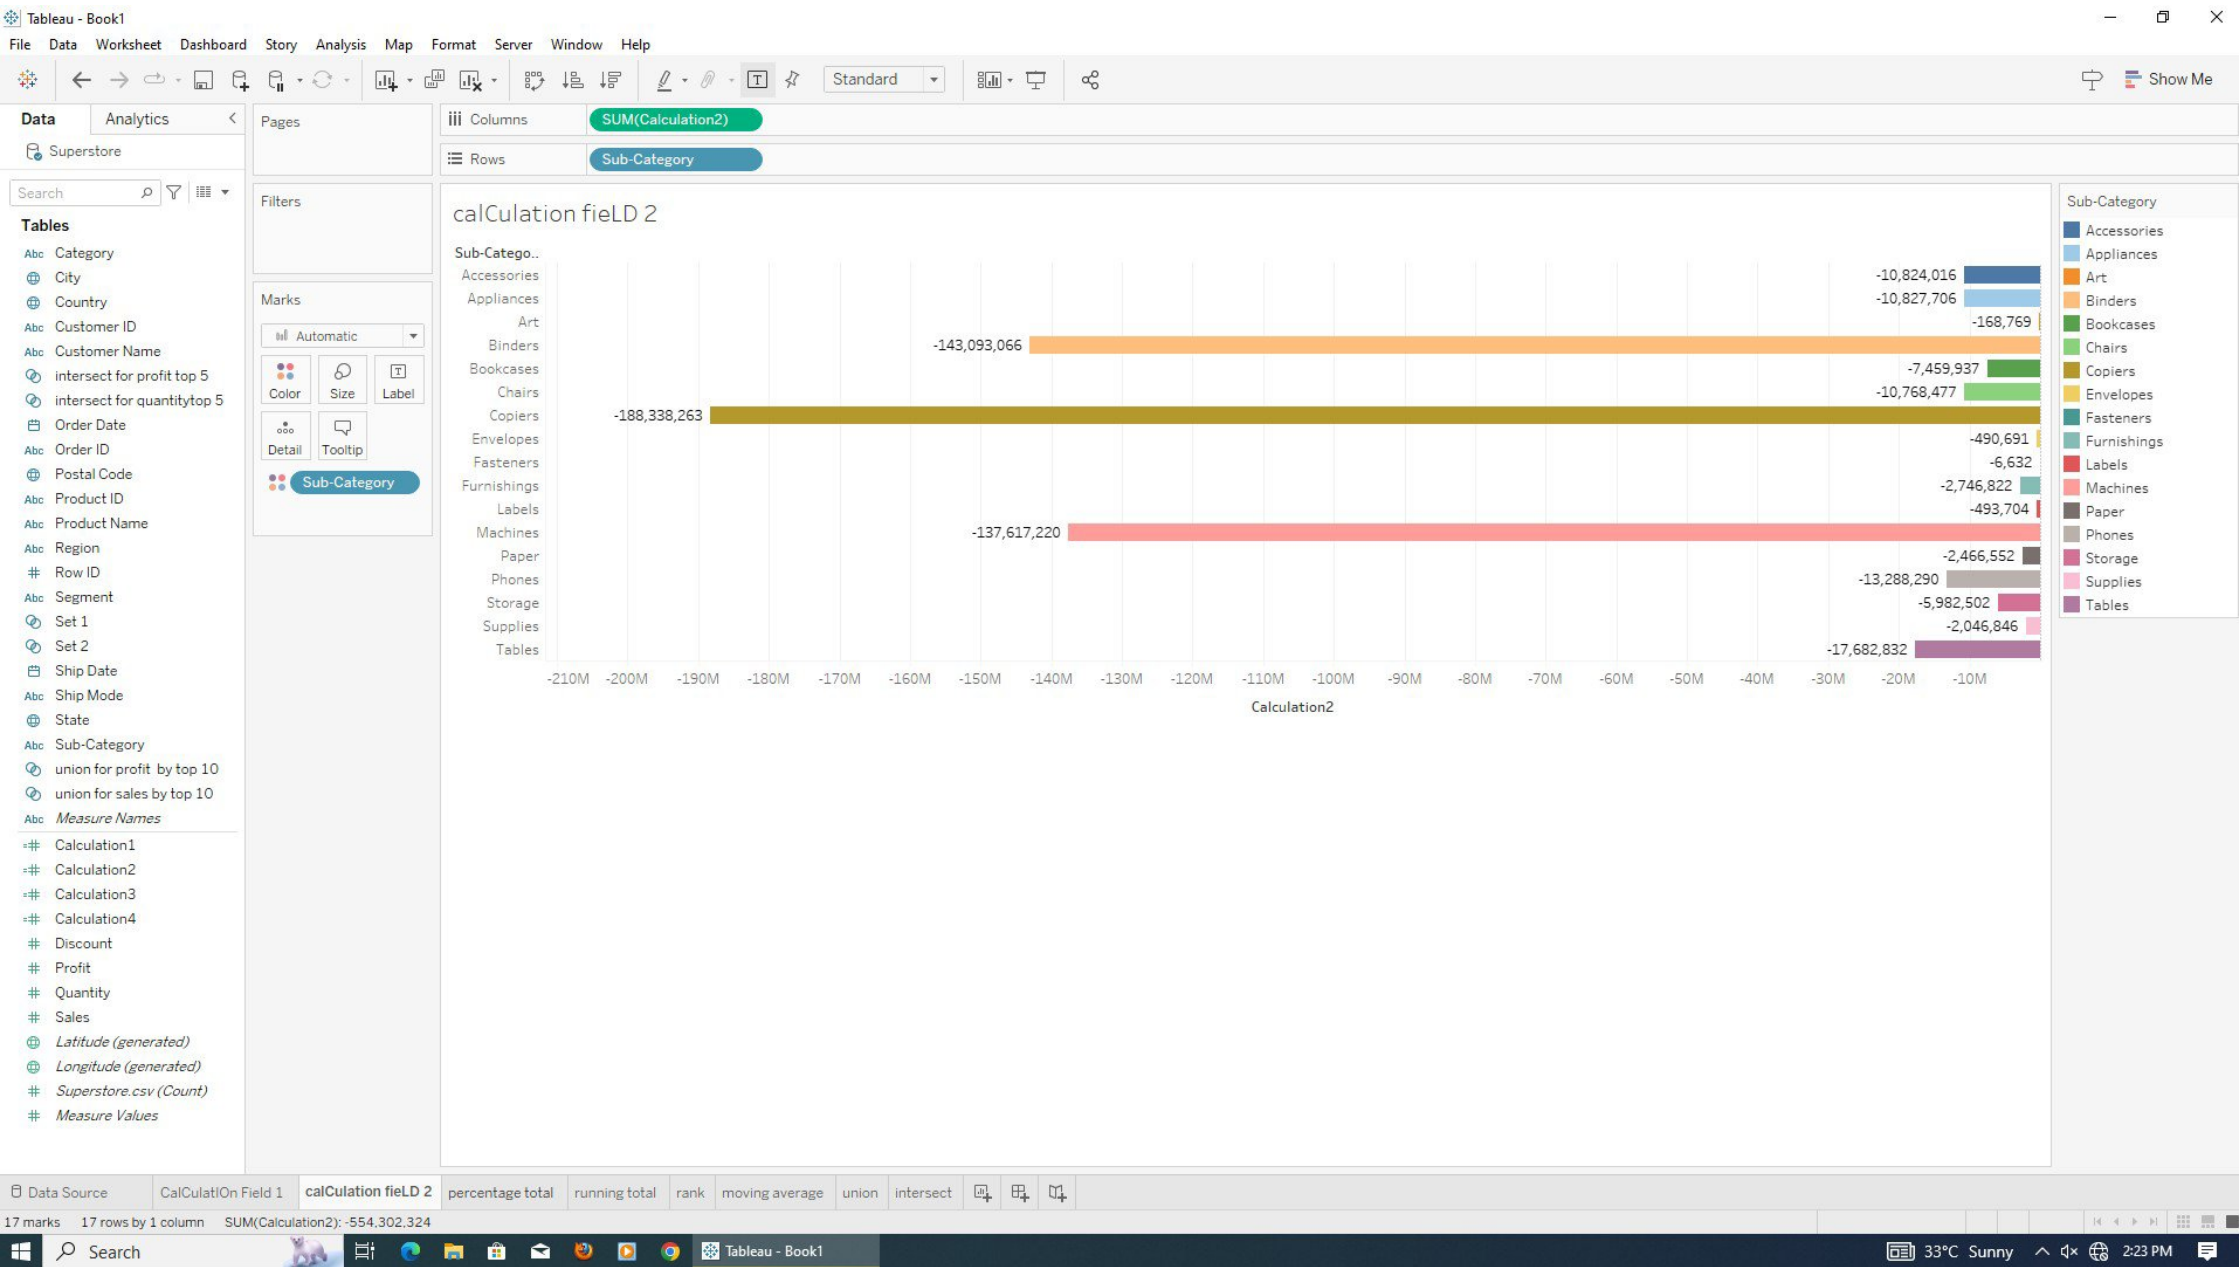 Tableau - Book1
File Data Worksheet Dashboard Story Analysis Map Format Server Window Help
Standard
Show Me
Data Analytics
Superstore
Search
Tables
Abc Category
City
Country
Abc Customer ID
Abc Customer Name
intersect for profit top 5
intersect for quantitytop 5
Order Date
Abc Order ID
Postal Code
Abc Product ID
Abc Product Name
Abc Region
# Row ID
Abc Segment
Set 1
Set 2
Ship Date
Abc Ship Mode
State
Abc Sub-Category
union for profit by top 10
union for sales by top 10
Abc Measure Names
=# Calculation1
=# Calculation2
=# Calculation3
=# Calculation4
# Discount
# Profit
# Quantity
# Sales
Latitude (generated)
Longitude (generated)
# Superstore.csv (Count)
# Measure Values
Pages
Filters
Marks
Automatic
Color Size Label
Detail Tooltip
Sub-Category
Columns SUM(Calculation2)
Rows Sub-Category
calCulation fieLD 2
Sub-Catego..
Accessories -10,824,016
Appliances -10,827,706
Art -168,769
Binders -143,093,066
Bookcases -7,459,937
Chairs -10,768,477
Copiers -188,338,263
Envelopes -490,691
Fasteners -6,632
Furnishings -2,746,822
Labels -493,704
Machines -137,617,220
Paper -2,466,552
Phones -13,288,290
Storage -5,982,502
Supplies -2,046,846
Tables -17,682,832
-210M -200M -190M -180M -170M -160M -150M -140M -130M -120M -110M -100M -90M -80M -70M -60M -50M -40M -30M -20M -10M
Calculation2
Sub-Category
Accessories
Appliances
Art
Binders
Bookcases
Chairs
Copiers
Envelopes
Fasteners
Furnishings
Labels
Machines
Paper
Phones
Storage
Supplies
Tables
Data Source CalCulatIOn Field 1 calCulation fieLD 2 percentage total running total rank moving average union intersect
17 marks 17 rows by 1 column SUM(Calculation2): -554,302,324
Search Tableau - Book1 33°C Sunny 2:23 PM